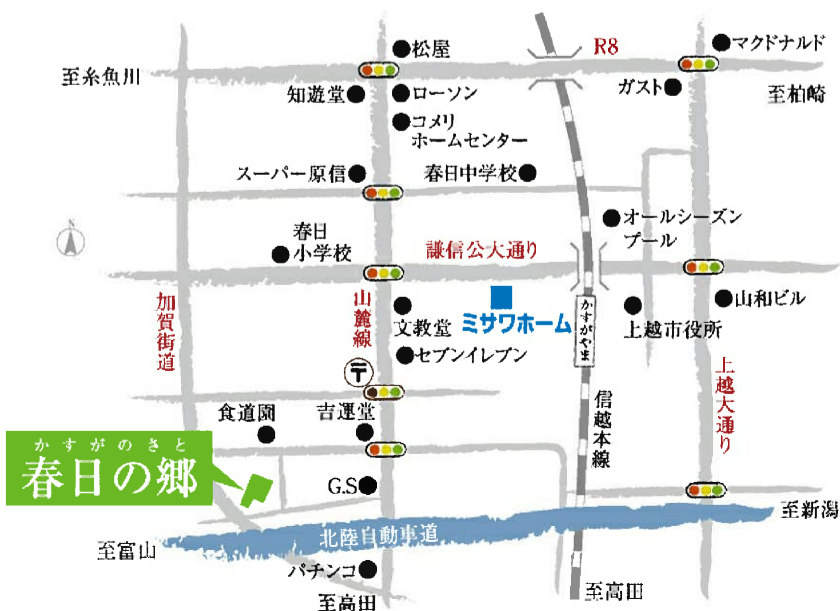 松屋
R8
マクドナルド
至糸魚川
知遊堂
ローソン
ガスト
至柏崎
コメリ
ホームセンター
スーパー原信
春日中学校
N
春日
小学校
謙信公大通り
オールシーズン
プール
加賀街道
山麓線
文教堂
ミサワホーム
かすがやま
上越市役所
山和ビル
セブンイレブン
〒
食道園
吉運堂
信越本線
上越大通り
かすがのさと
春日の郷
G.S
至新潟
北陸自動車道
至富山
パチンコ
至高田
至高田